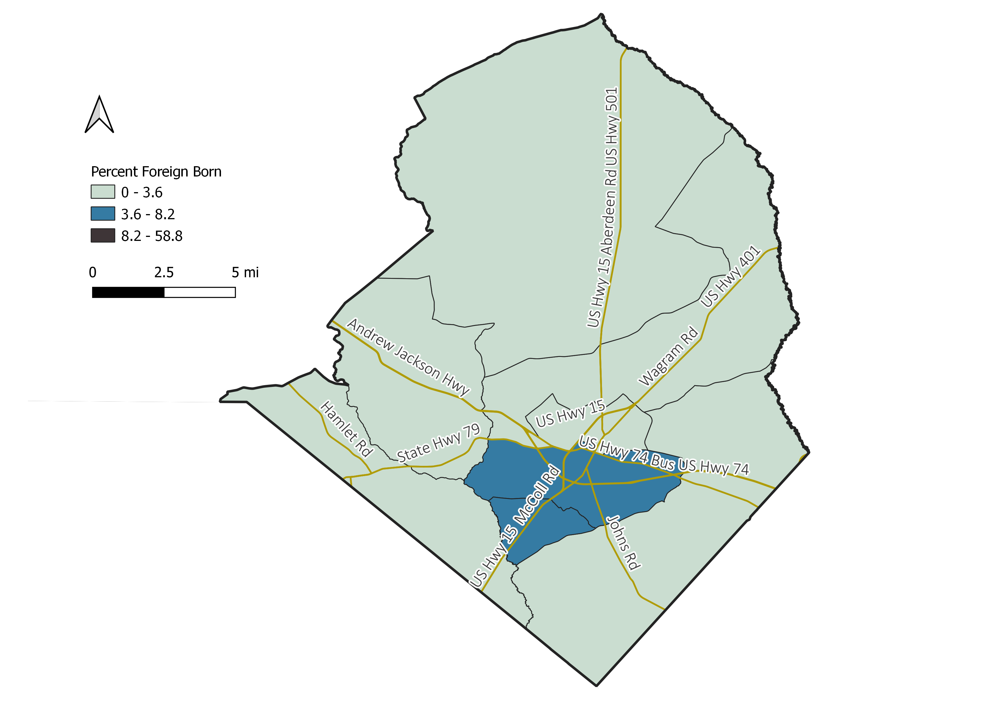 Percent Foreign Born
0 - 3.6
3.6 - 8.2
8.2 - 58.8
0 2.5 5 mi
US Hwy 15 Aberdeen Rd US Hwy 501
US Hwy 401
Wagram Rd
Andrew Jackson Hwy
US Hwy 15
Hamlet Rd
State Hwy 79
US Hwy 74 Bus US Hwy 74
US Hwy 15 McColl Rd
Johns Rd